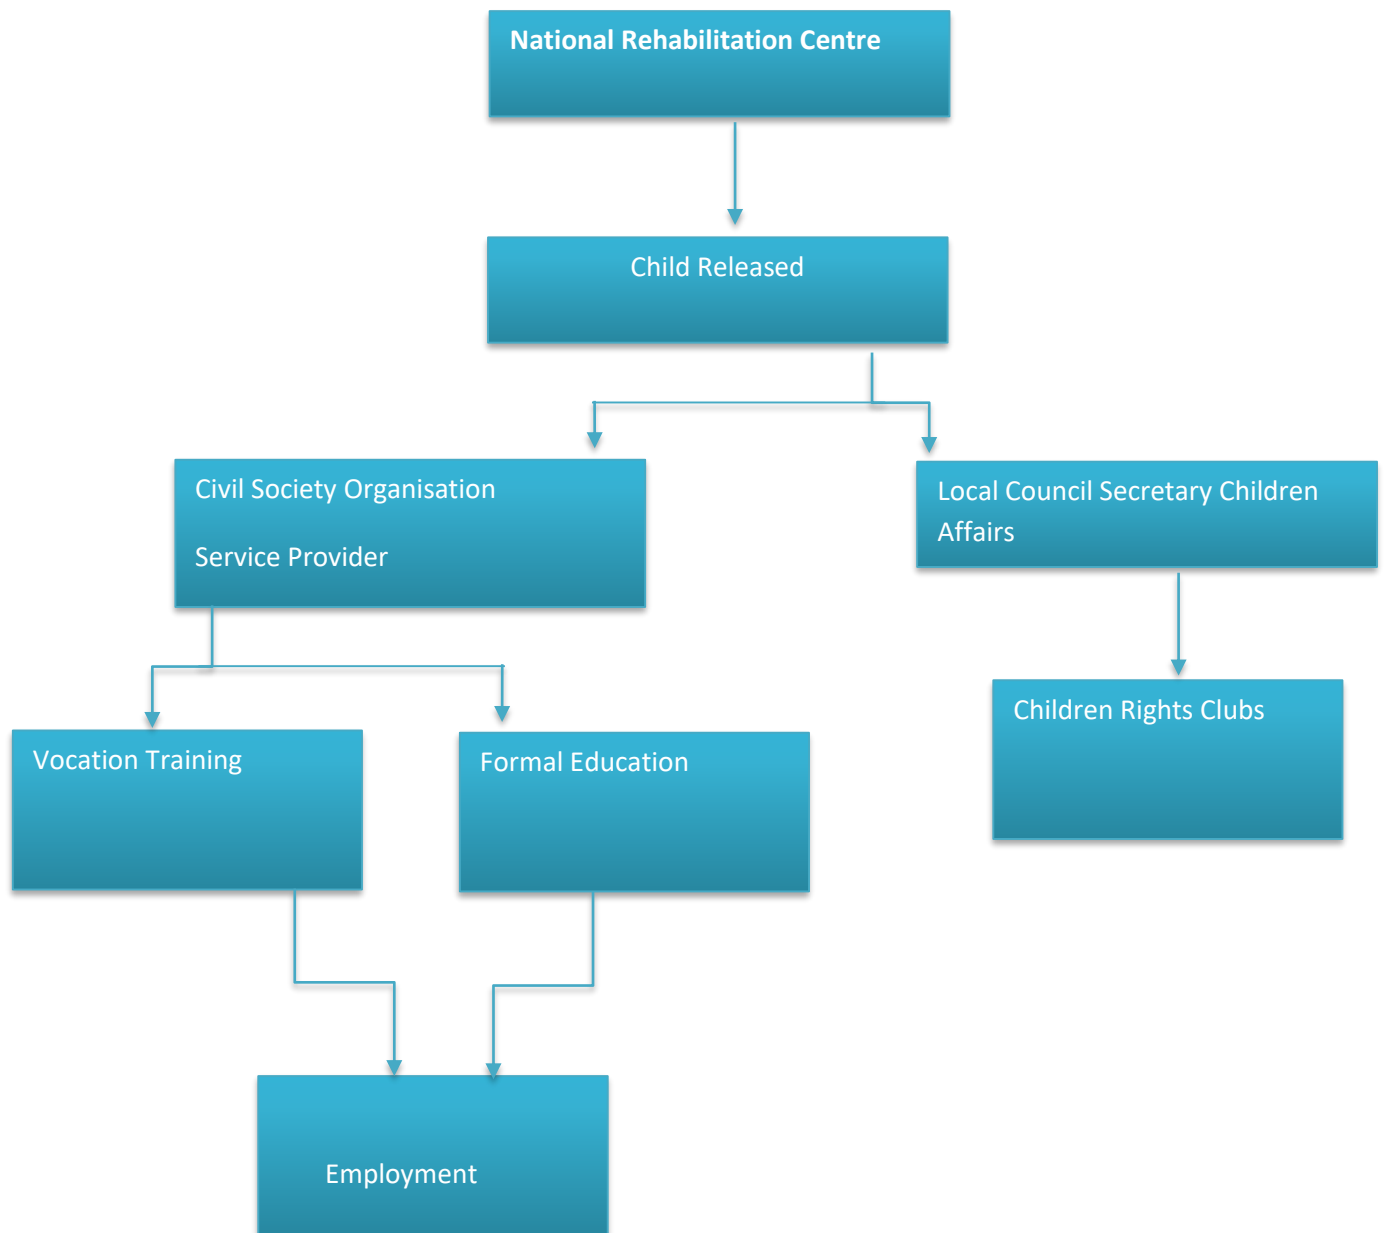 National Rehabilitation Centre
Child Released
Civil Society Organisation
Service Provider
Local Council Secretary Children
Affairs
Vocation Training
Formal Education
Children Rights Clubs
Employment